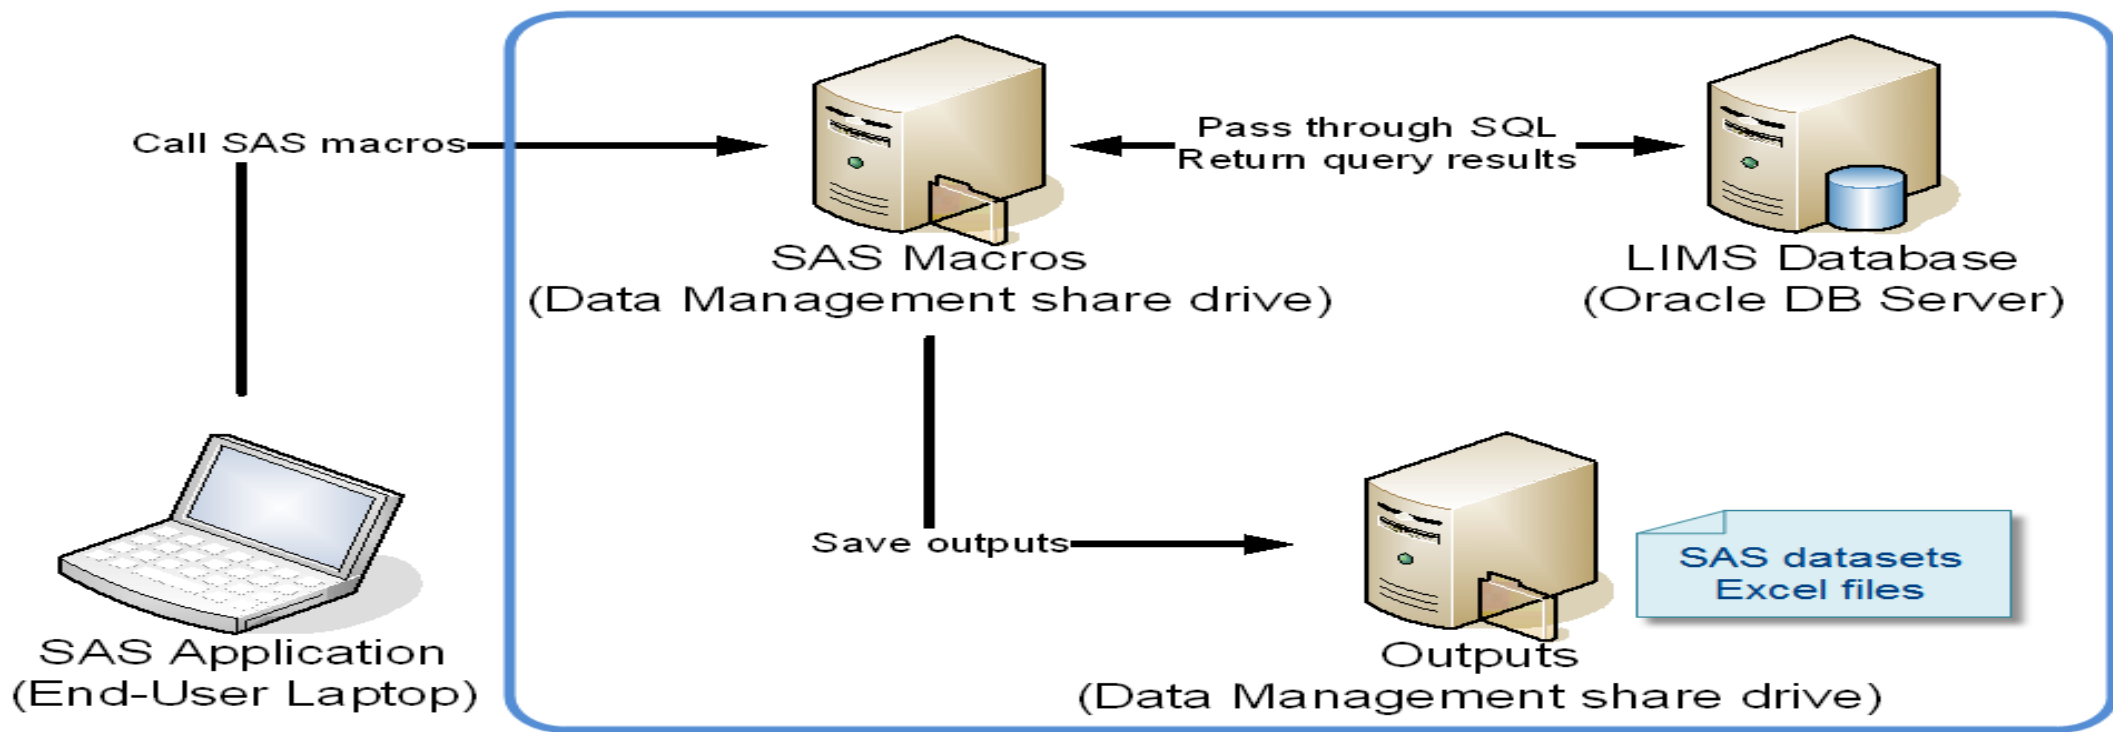 Call SAS macros
Pass through SQL
Return query results
SAS Macros
(Data Management share drive)
LIMS Database
(Oracle DB Server)
Save outputs
SAS datasets
Excel files
SAS Application
(End-User Laptop)
Outputs
(Data Management share drive)